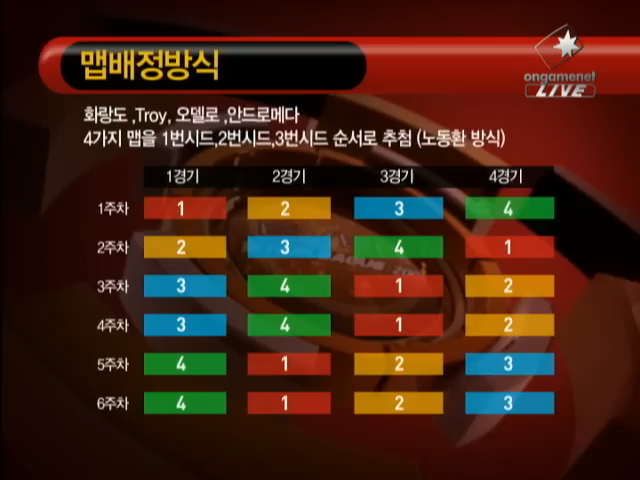 맵배정방식
ongamenet
LIVE
화랑도 ,Troy, 오델로 ,안드로메다
4가지 맵을 1번시드,2번시드,3번시드 순서로 추첨 (노동환 방식)
1경기 2경기 3경기 4경기
1주차 1 2 3 4
2주차 2 3 4 1
3주차 3 4 1 2
4주차 3 4 1 2
5주차 4 1 2 3
6주차 4 1 2 3